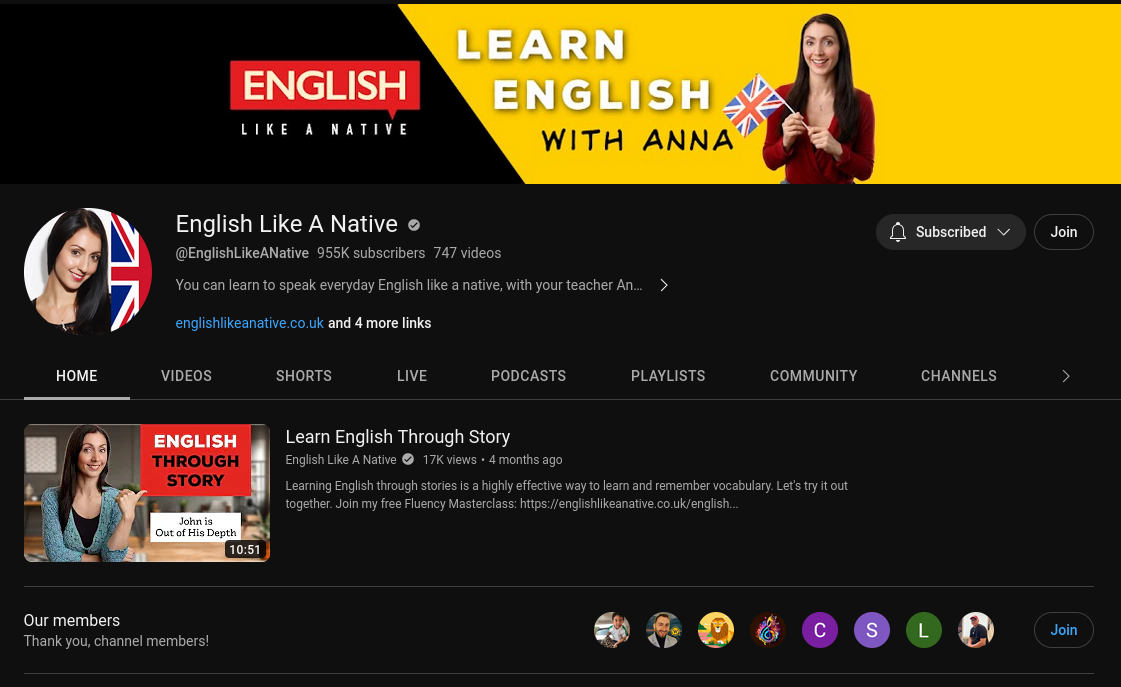 ENGLISH
LIKE A NATIVE
LEARN
ENGLISH
WITH ANNA
English Like A Native
@EnglishLikeANative 955K subscribers 747 videos
You can learn to speak everyday English like a native, with your teacher An...
englishlikeanative.co.uk and 4 more links
Subscribed
Join
HOME VIDEOS SHORTS LIVE PODCASTS PLAYLISTS COMMUNITY CHANNELS
ENGLISH
THROUGH
STORY
John is
Out of His Depth
10:51
Learn English Through Story
English Like A Native 17K views • 4 months ago
Learning English through stories is a highly effective way to learn and remember vocabulary. Let's try it out
together. Join my free Fluency Masterclass: https://englishlikeanative.co.uk/english...
Our members
Thank you, channel members!
C S L
Join